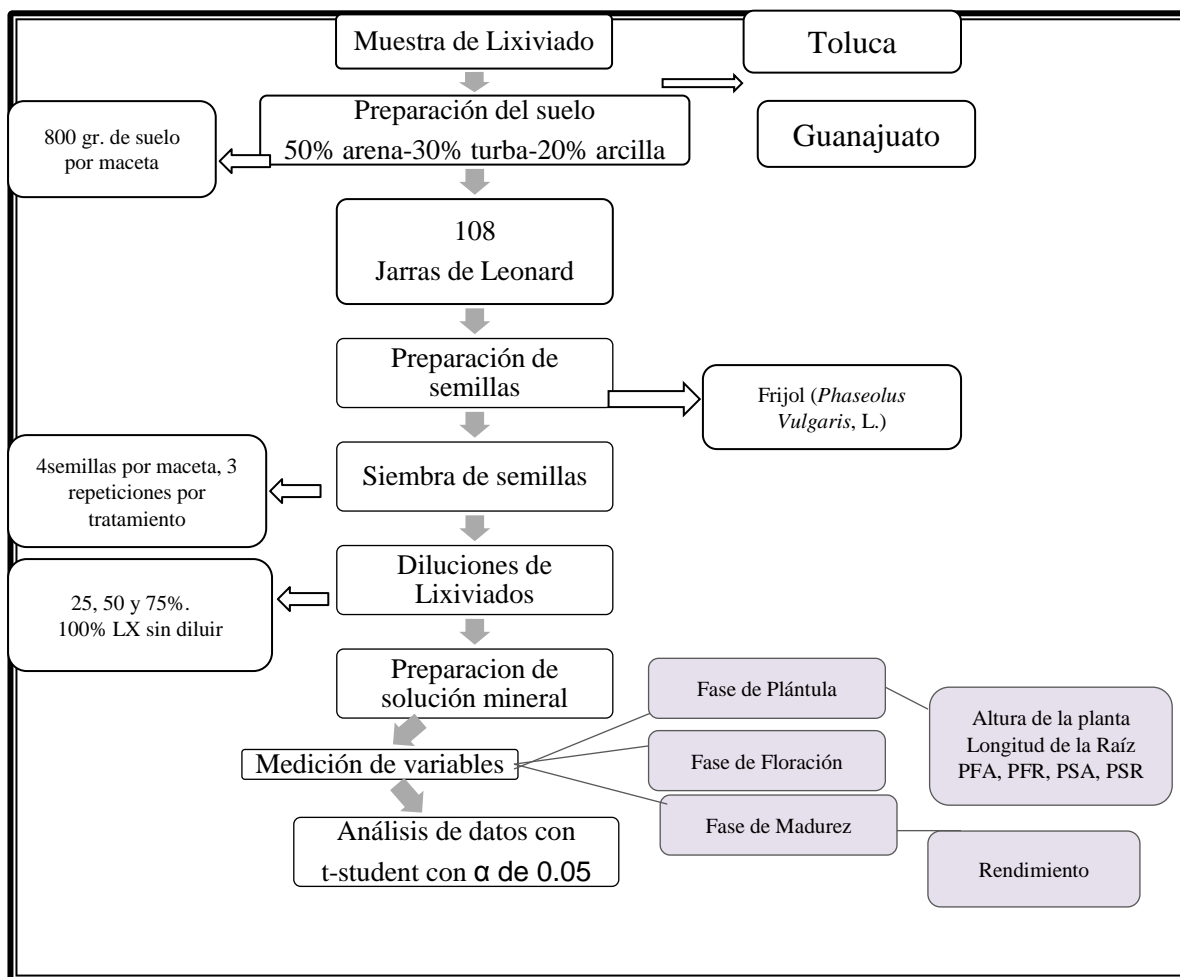 Muestra de Lixiviado
Toluca
Guanajuato
Preparación del suelo
50% arena-30% turba-20% arcilla
800 gr. de suelo
por maceta
108
Jarras de Leonard
Preparación de
semillas
Frijol (Phaseolus
Vulgaris, L.)
Siembra de semillas
4semillas por maceta, 3
repeticiones por
tratamiento
Diluciones de
Lixiviados
25, 50 y 75%.
100% LX sin diluir
Preparacion de
solución mineral
Medición de variables
Fase de Plántula
Altura de la planta
Longitud de la Raíz
PFA, PFR, PSA, PSR
Fase de Floración
Fase de Madurez
Rendimiento
Análisis de datos con
t-student con α de 0.05